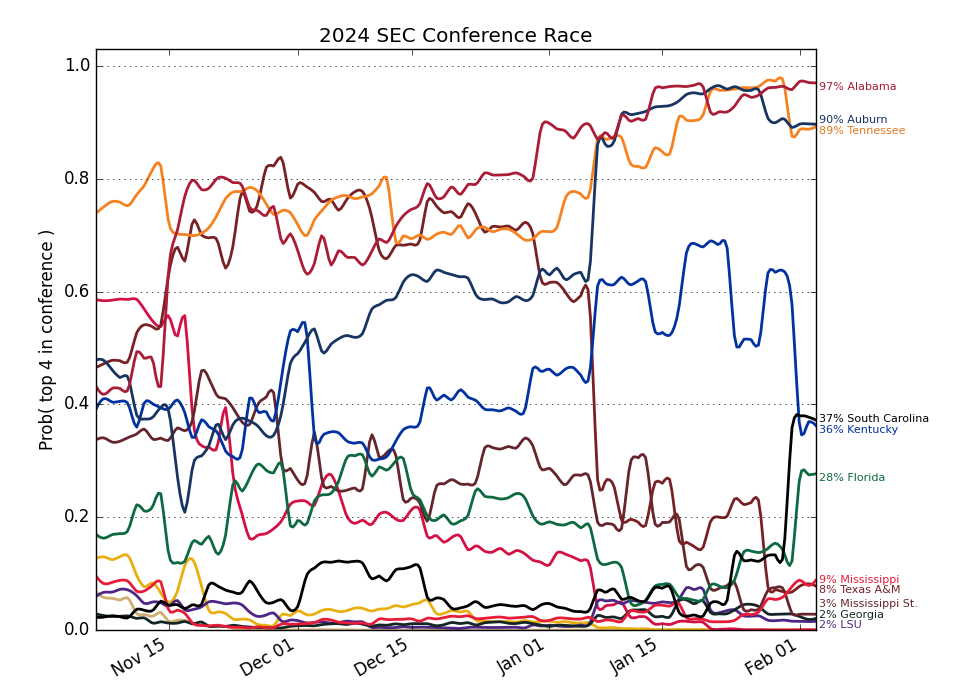 2024 SEC Conference Race
Prob( top 4 in conference )
1.0
0.8
0.6
0.4
0.2
0.0
Nov 15
Dec 01
Dec 15
Jan 01
Jan 15
Feb 01
97% Alabama
90% Auburn
89% Tennessee
37% South Carolina
36% Kentucky
28% Florida
9% Mississippi
8% Texas A&M
3% Mississippi St.
2% Georgia
2% LSU